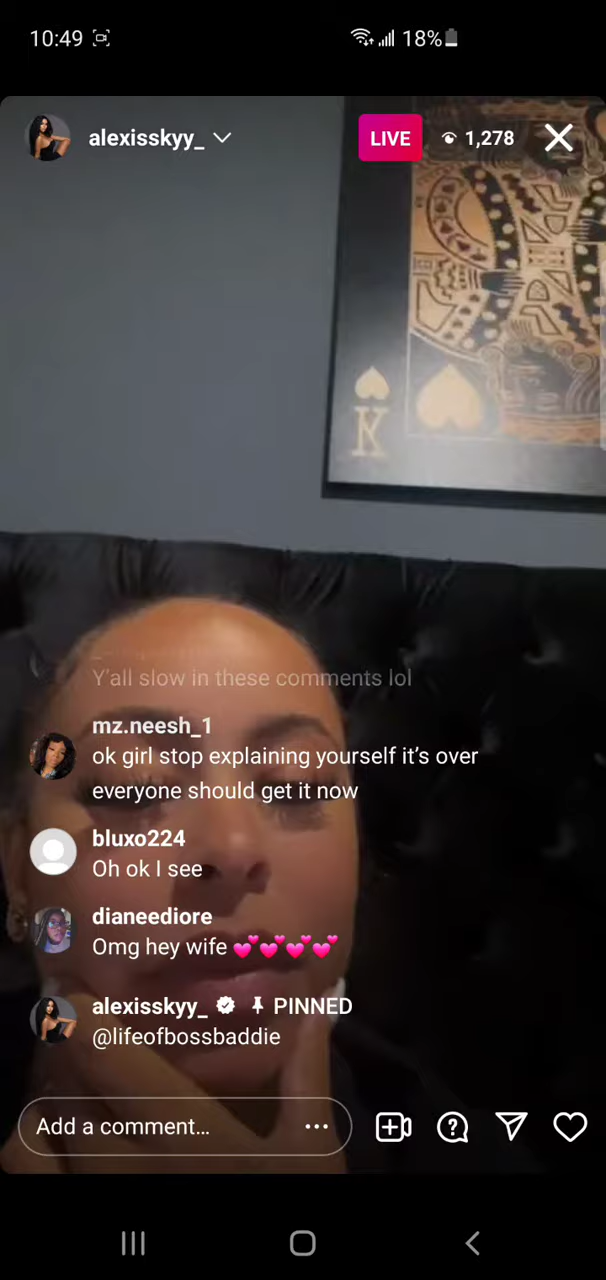 10:49
18%
alexisskyy_
LIVE
1,278
K
Y'all slow in these comments lol
mz.neesh_1
ok girl stop explaining yourself it's over
everyone should get it now
bluxo224
Oh ok I see
dianeediore
Omg hey wife 💕💕💕💕
alexisskyy_ PINNED
@lifeofbossbaddie
Add a comment...